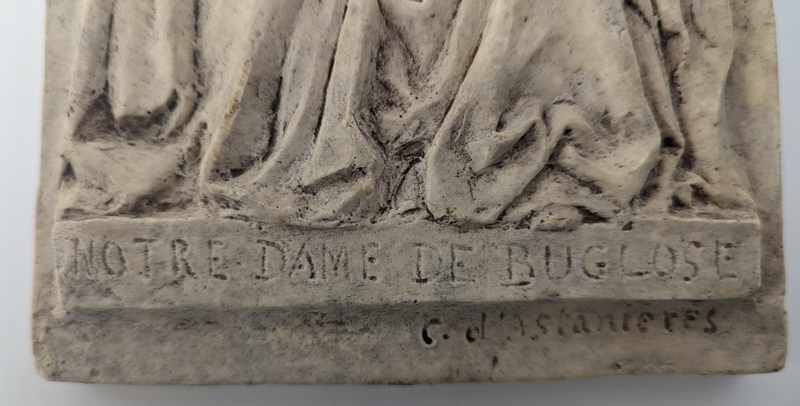 NOTRE DAME DE BUGLOSE
C. d'Astanieres